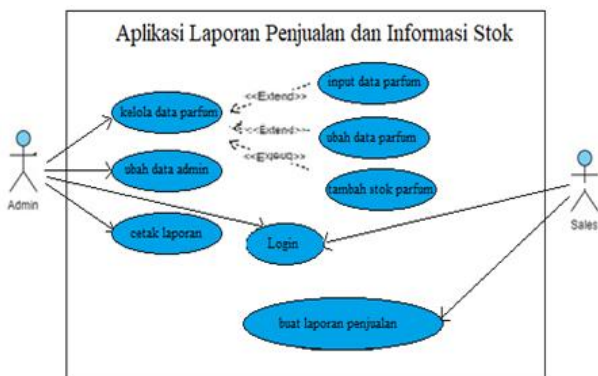 Aplikasi Laporan Penjualan dan Informasi Stok
input data parfum
<<Extend>>
kelola data parfum
<<Extend>>
ubah data parfum
<<Extend>>
ubah data admin
tambah stok parfum
Admin
Sales
cetak laporan
Login
buat laporan penjualan